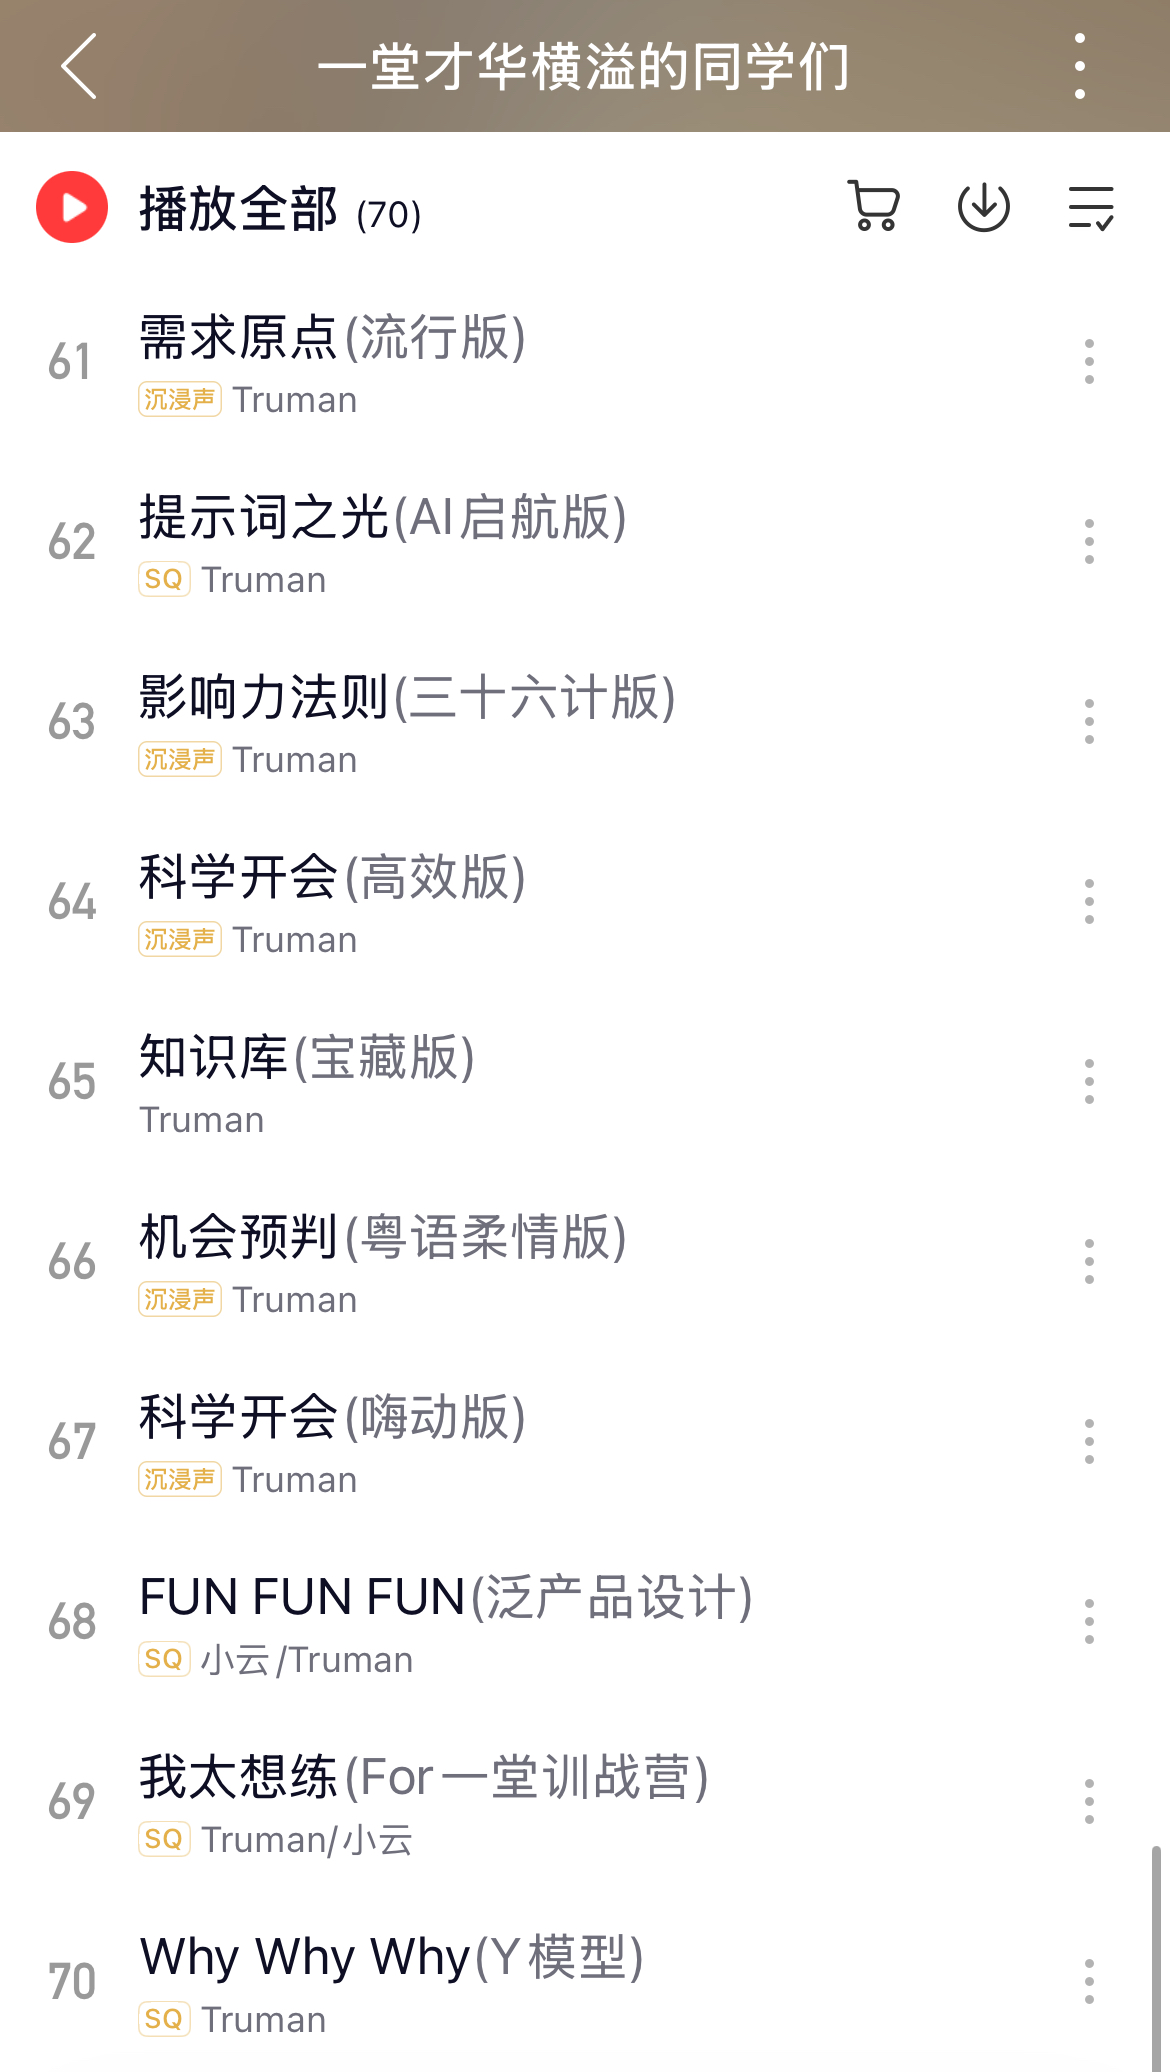 一堂才华横溢的同学们
播放全部 (70)
61
需求原点(流行版)
沉浸声 Truman
62
提示词之光(AI启航版)
SQ Truman
63
影响力法则(三十六计版)
沉浸声 Truman
64
科学开会(高效版)
沉浸声 Truman
65
知识库(宝藏版)
Truman
66
机会预判(粤语柔情版)
沉浸声 Truman
67
科学开会(嗨动版)
沉浸声 Truman
68
FUN FUN FUN(泛产品设计)
SQ 小云/Truman
69
我太想练(For一堂训战营)
SQ Truman/小云
70
Why Why Why(Y模型)
SQ Truman